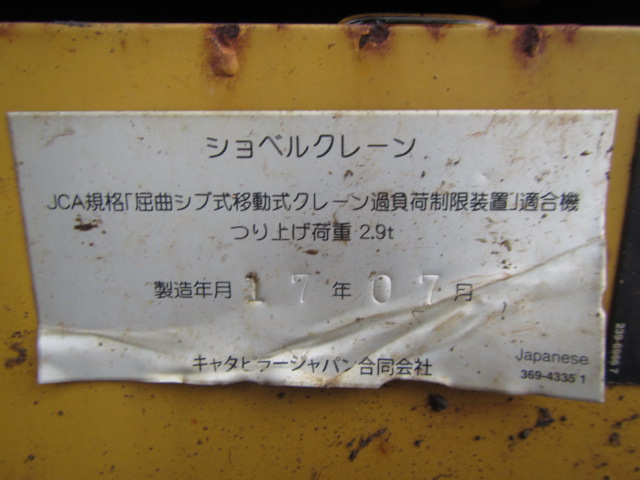 ショベルクレーン
JCA規格「屈曲ジブ式移動式クレーン過負荷制限装置」適合機
つり上げ荷重 2.9t
製造年月 17 年 07 月
キャタピラージャパン合同会社
Japanese
369-4335 1